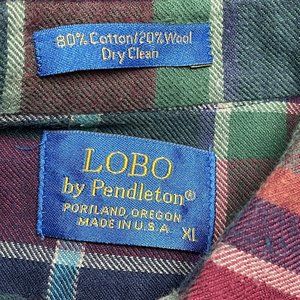 80% Cotton/20% Wool
Dry Clean
LOBO
by Pendleton®
PORTLAND, OREGON
MADE IN U.S.A. XL